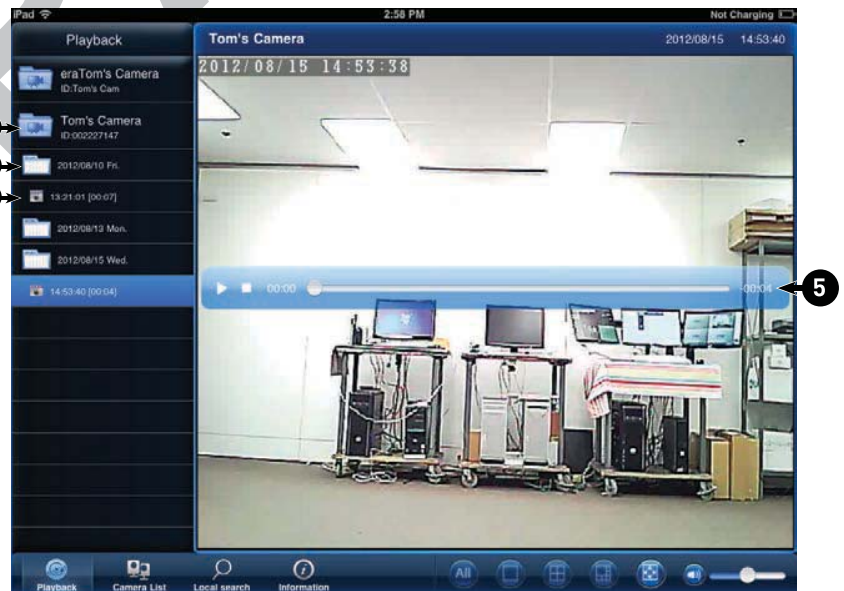 iPad 2:58 PM Not Charging
Playback
Tom's Camera 2012/08/15 14:53:40
2012/08/15 14:53:38
eraTom's Camera
ID:Tom's Cam
Tom's Camera
ID:002227147
2012/08/10 Fri.
13:21:01 [00:07]
2012/08/13 Mon.
2012/08/15 Wed.
14:53:40 [00:04]
00:00 -00:04
5
Playback Camera List Local search Information All